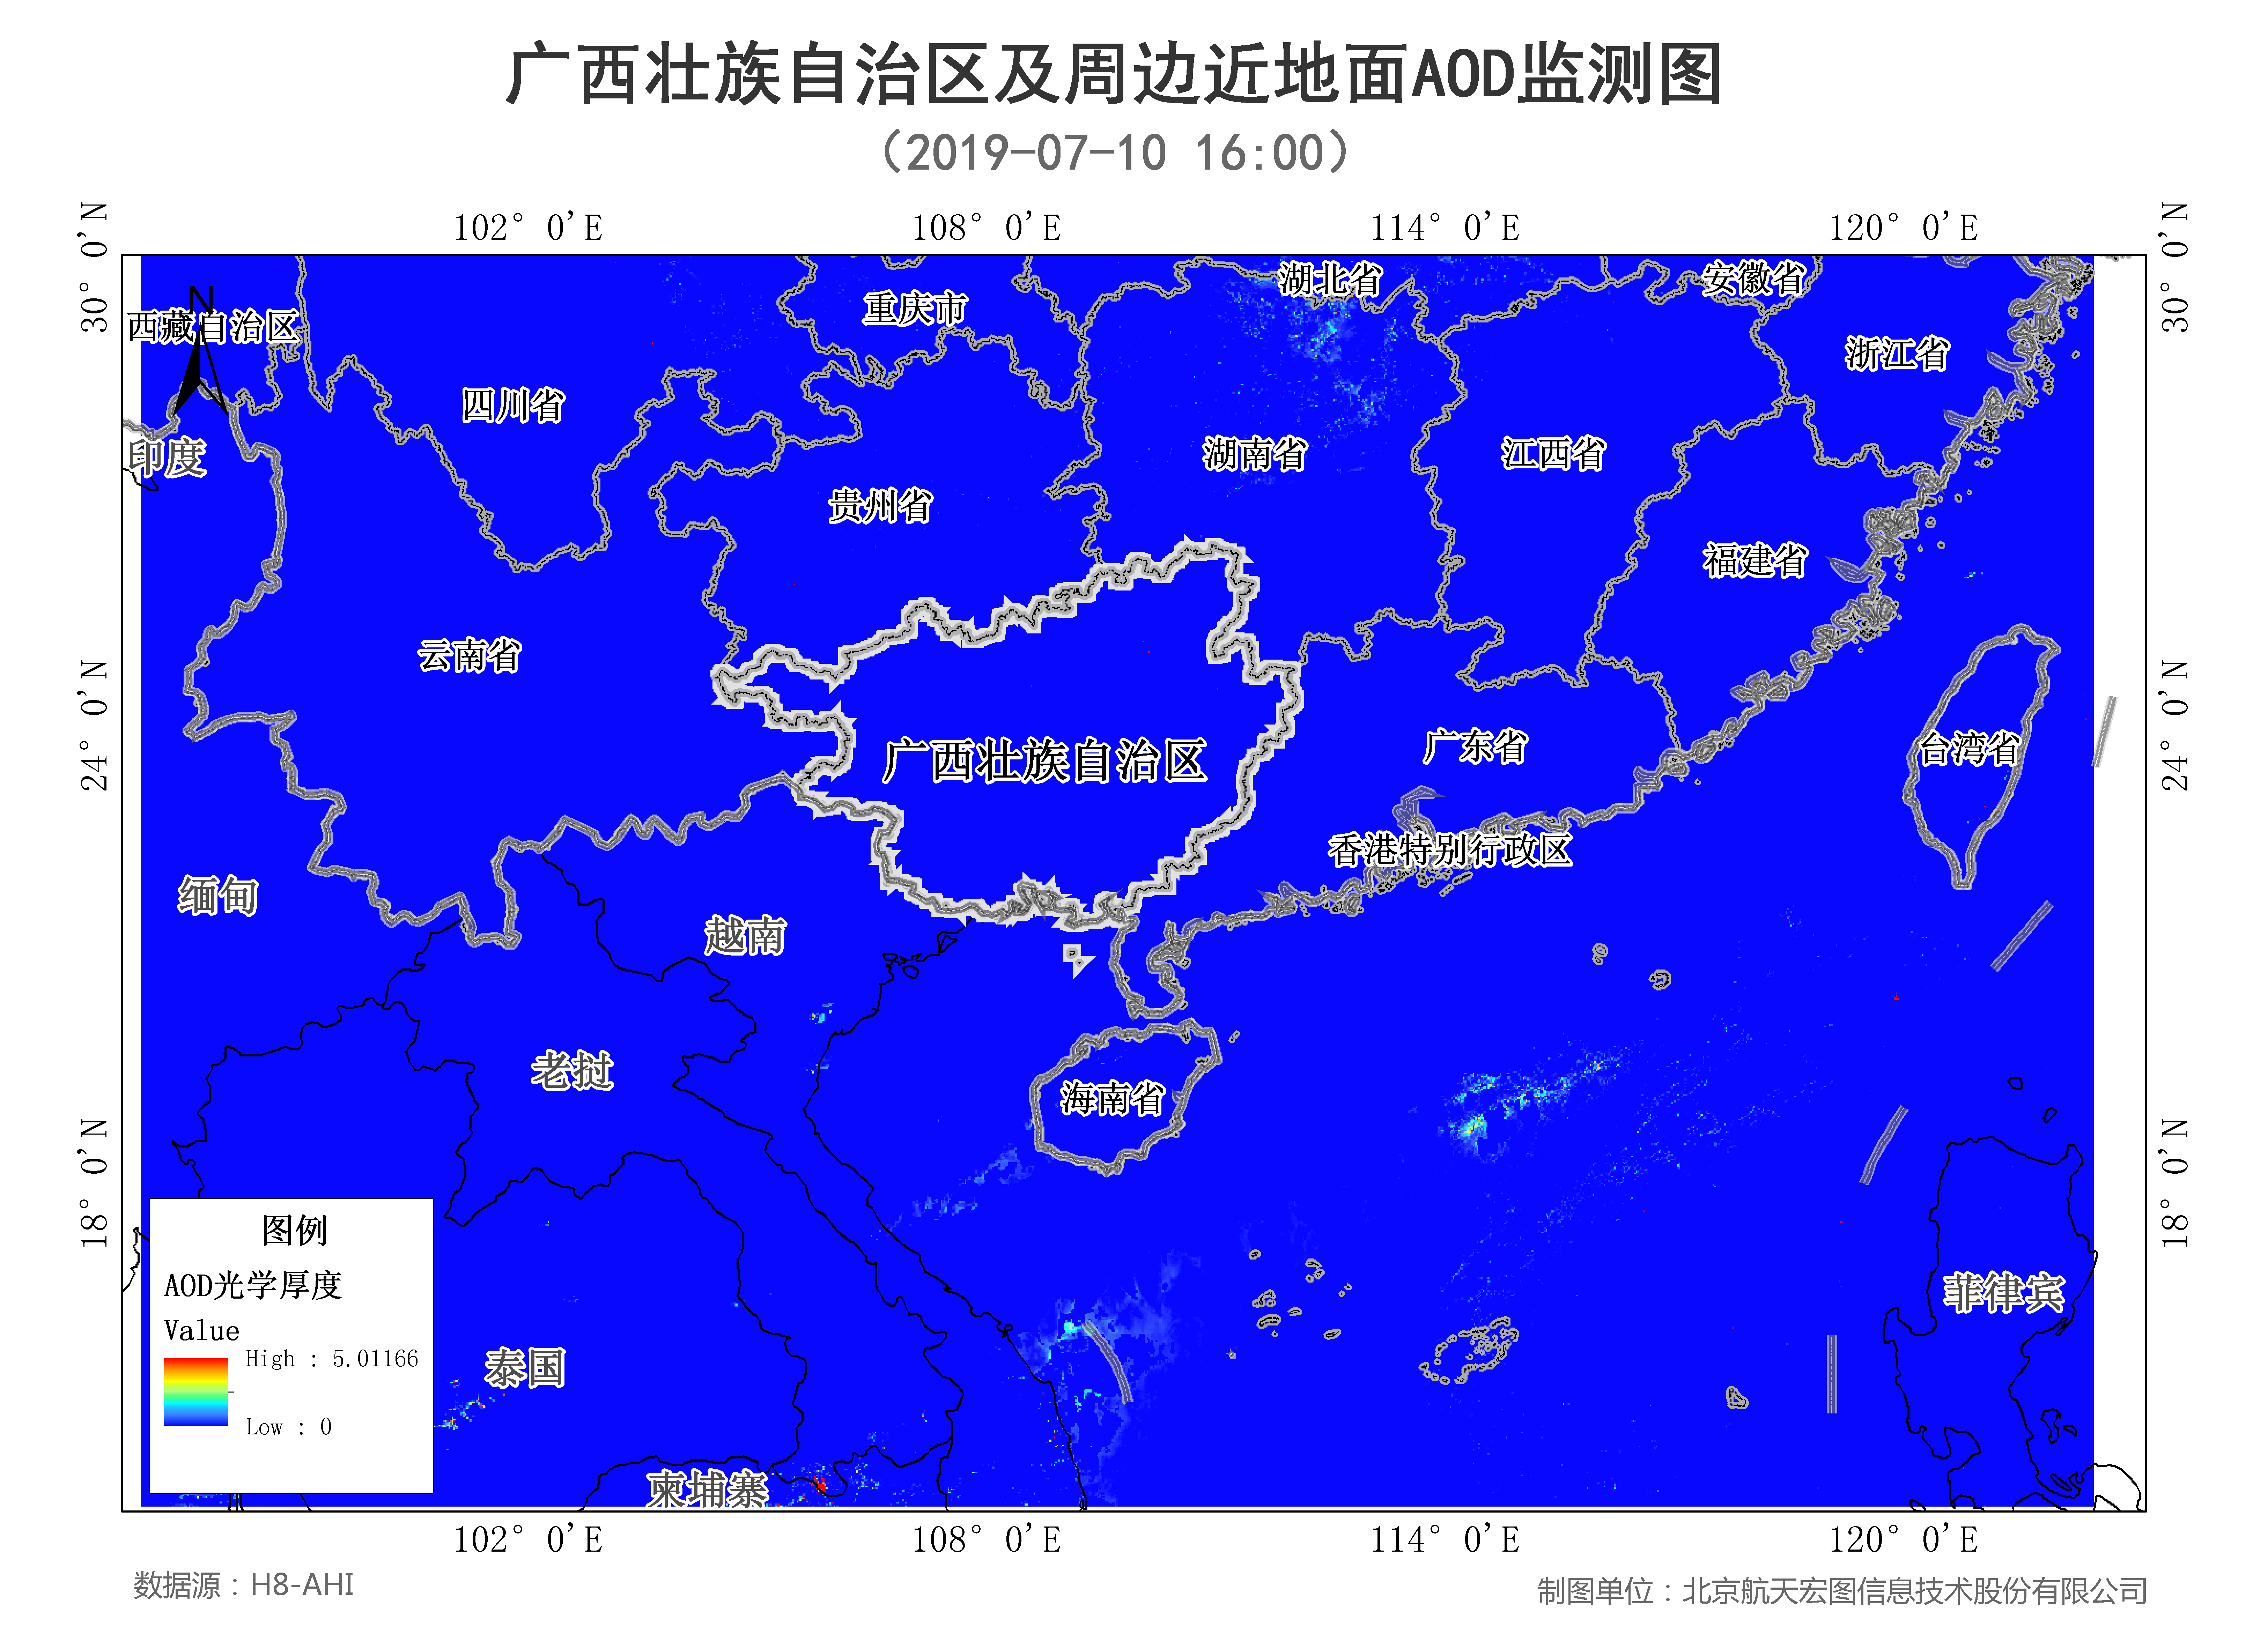 广西壮族自治区及周边近地面AOD监测图
(2019-07-10 16:00)
102° 0'E
108° 0'E
114° 0'E
120° 0'E
30° 0'N
30° 0'N
N
西藏自治区
重庆市
湖北省
安徽省
浙江省
四川省
印度
湖南省
江西省
贵州省
福建省
云南省
24° 0'N
24° 0'N
广西壮族自治区
广东省
台湾省
香港特别行政区
缅甸
越南
老挝
海南省
18° 0'N
18° 0'N
菲律宾
泰国
柬埔寨
图例
AOD光学厚度
Value
High : 5.01166
Low : 0
102° 0'E
108° 0'E
114° 0'E
120° 0'E
数据源：H8-AHI
制图单位：北京航天宏图信息技术股份有限公司